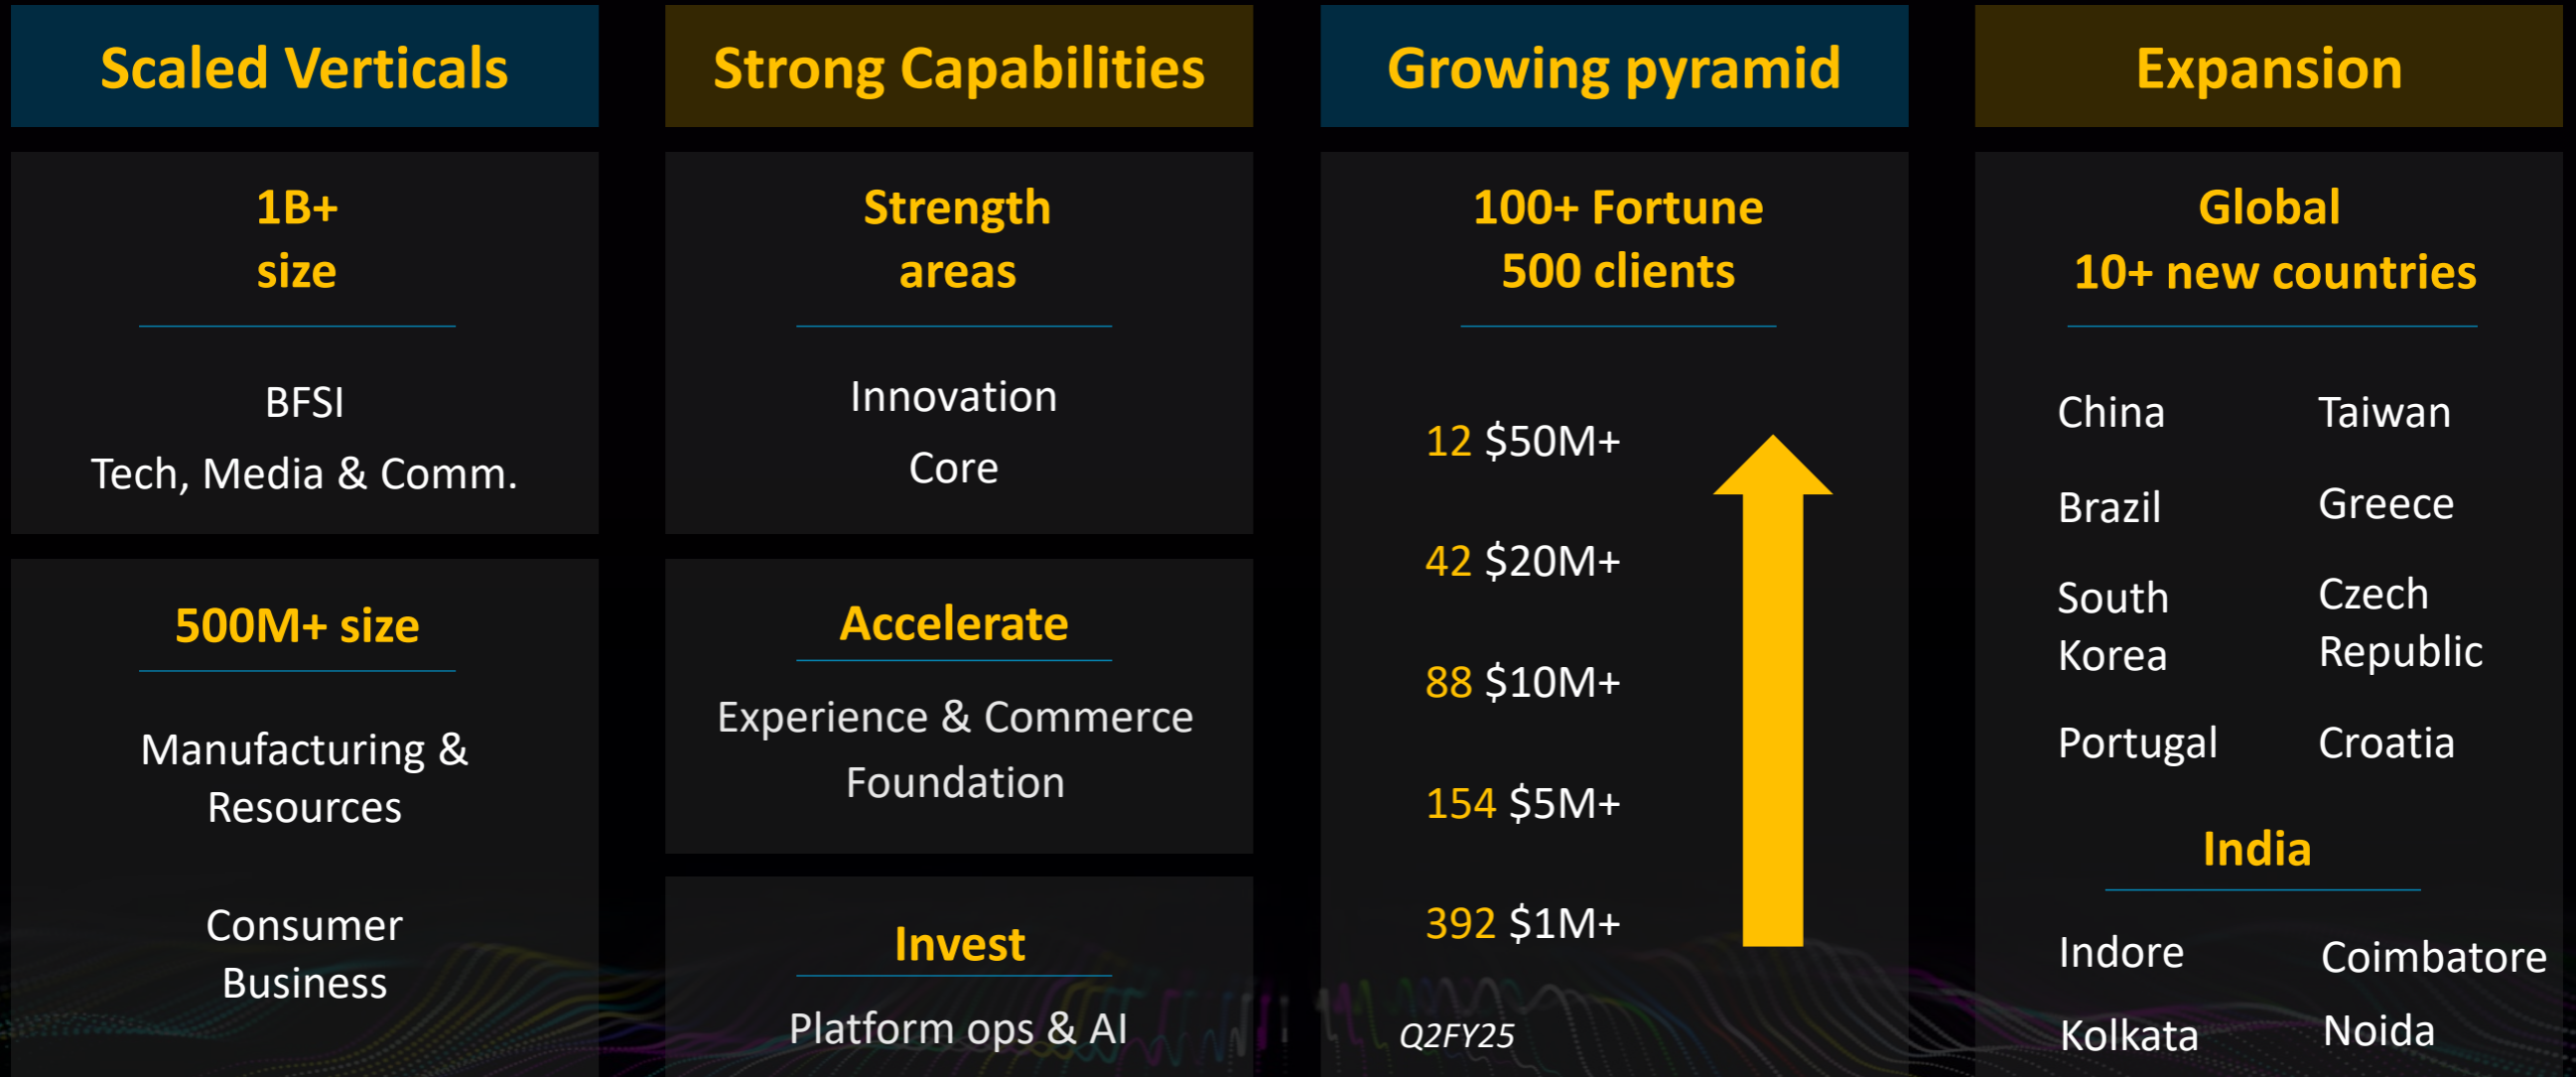 Scaled Verticals
1B+
size
BFSI
Tech, Media & Comm.
500M+ size
Manufacturing &
Resources
Consumer
Business
Strong Capabilities
Strength
areas
Innovation
Core
Accelerate
Experience & Commerce
Foundation
Invest
Platform ops & AI
Growing pyramid
100+ Fortune
500 clients
12 $50M+
42 $20M+
88 $10M+
154 $5M+
392 $1M+
Q2FY25
Expansion
Global
10+ new countries
China
Taiwan
Brazil
Greece
South
Korea
Czech
Republic
Portugal
Croatia
India
Indore
Coimbatore
Kolkata
Noida